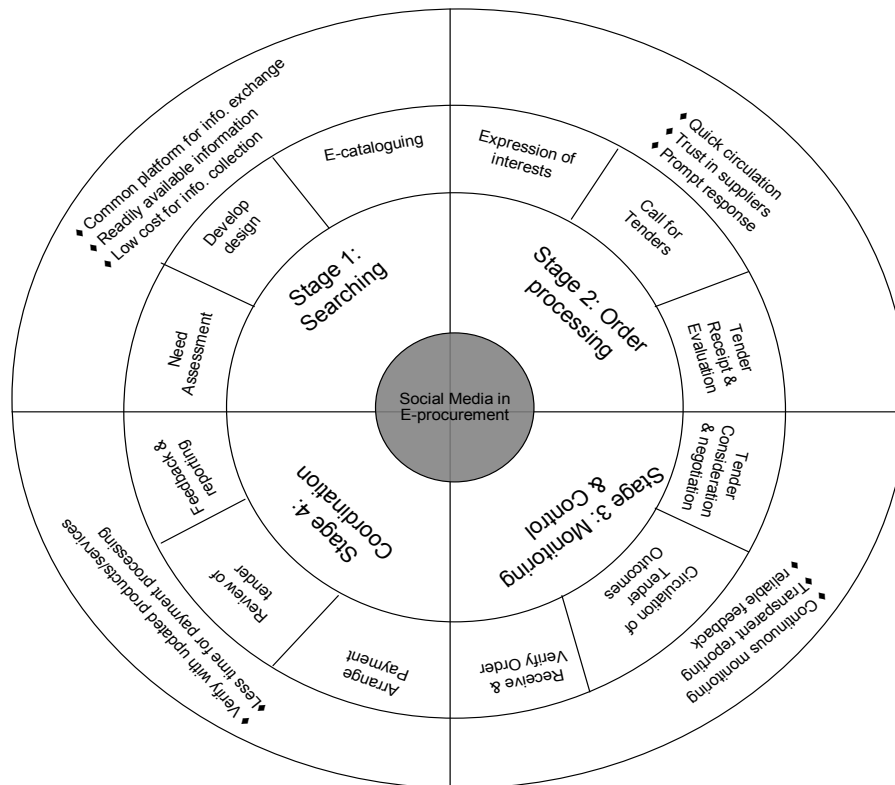 Social Media in
E-procurement
Stage 1:
Searching
Need
Assessment
Develop
design
E-cataloguing
♦ Common platform for info. exchange
♦ Readily available information
♦ Low cost for info. collection
Stage 2: Order
processing
Expression of
interests
Call for
Tenders
Tender
Receipt &
Evaluation
♦ Quick circulation
♦ Trust in suppliers
♦ Prompt response
Stage 3: Monitoring
& Control
Tender
Consideration
& negotiation
Circulation of
Tender
Outcomes
Receive &
Verify Order
♦ Continuous monitoring
♦ Transparent reporting
reliable feedback
Stage 4:
Coordination
Arrange
Payment
Review of
tender
Feedback &
reporting
♦ Verify with updated products/services
♦ Less time for payment processing